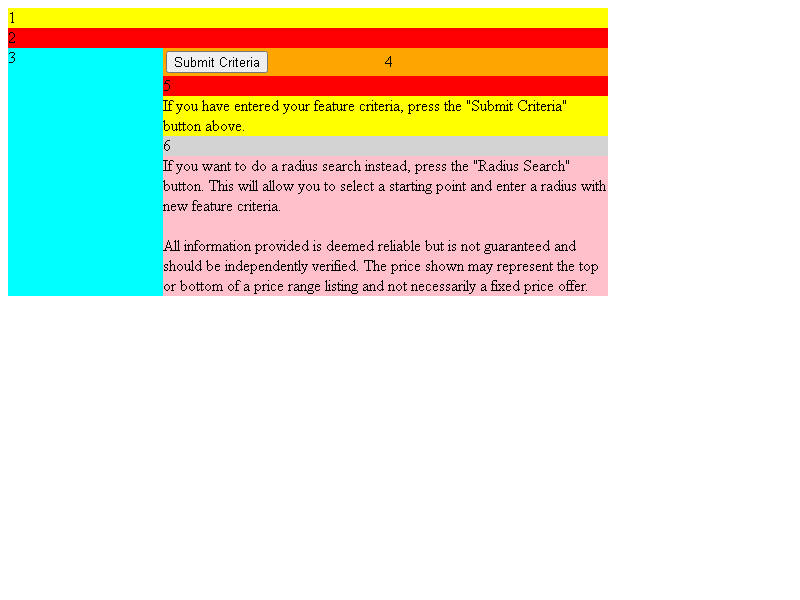 1
2
3
Submit Criteria 4
5
If you have entered your feature criteria, press the "Submit Criteria"
button above.
6
If you want to do a radius search instead, press the "Radius Search"
button. This will allow you to select a starting point and enter a radius with
new feature criteria.
All information provided is deemed reliable but is not guaranteed and
should be independently verified. The price shown may represent the top
or bottom of a price range listing and not necessarily a fixed price offer.